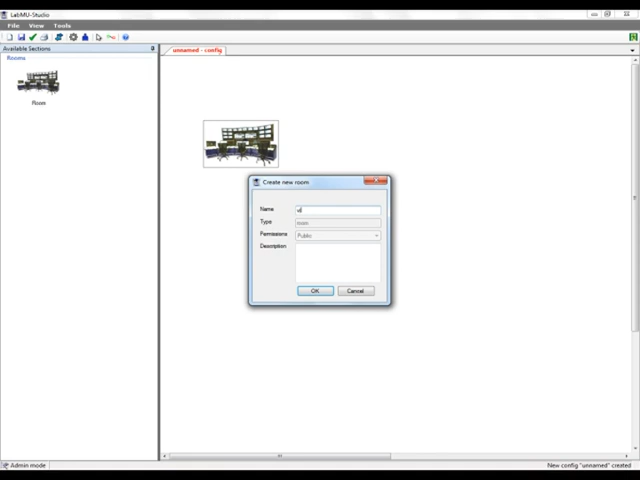 LabMU-Studio
File View Tools
Available Sections
Rooms
Room
unnamed - config
Create new room
Name
Type
room
Permissions
Public
Description
OK
Cancel
Admin mode
New config "unnamed" created